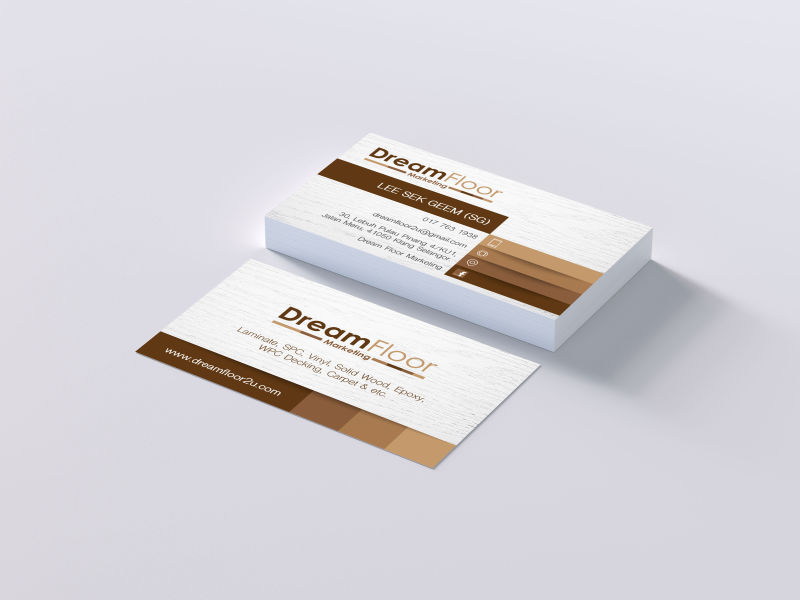 DreamFloor
Marketing
LEE SEK GEEM (SG)
017 763 1938
dreamfloor2u@gmail.com
30, Lebuh Pulau Pinang 4/KU1,
Jalan Meru, 41050 Klang Selangor.
Dream Floor Marketing
DreamFloor
Marketing
Laminate, SPC, Vinyl, Solid Wood, Epoxy,
WPC Decking, Carpet & etc.
www.dreamfloor2u.com